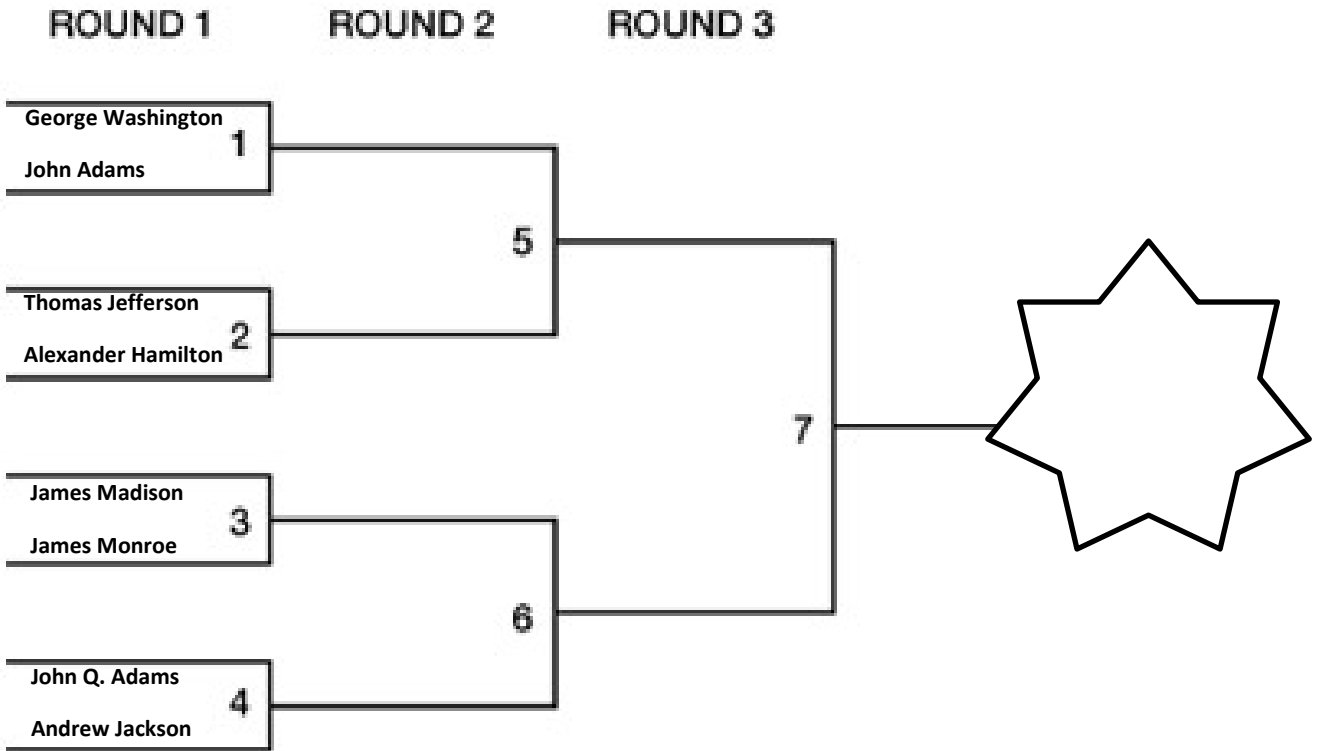 ROUND 1 ROUND 2 ROUND 3
George Washington
1
John Adams
5
Thomas Jefferson
2
Alexander Hamilton
7
James Madison
3
James Monroe
6
John Q. Adams
4
Andrew Jackson